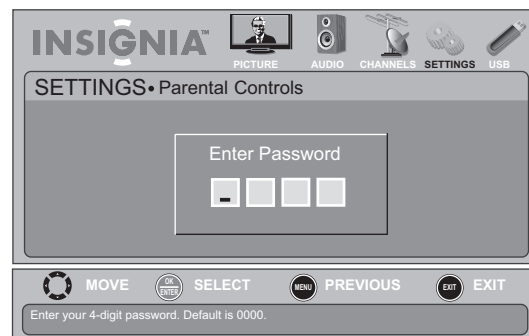 INSIGNIA™
PICTURE AUDIO CHANNELS SETTINGS USB
SETTINGS• Parental Controls
Enter Password
MOVE OK ENTER SELECT MENU PREVIOUS EXIT EXIT
Enter your 4-digit password. Default is 0000.